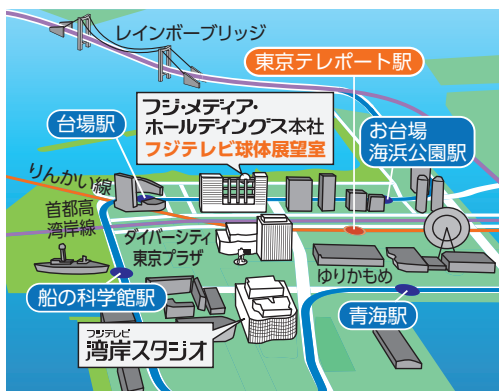 レインボーブリッジ
東京テレポート駅
フジ・メディア・
ホールディングス本社
フジテレビ球体展望室
台場駅
お台場
海浜公園駅
りんかい線
首都高
湾岸線
ダイバーシティ
東京プラザ
ゆりかもめ
船の科学館駅
青海駅
フジテレビ
湾岸スタジオ